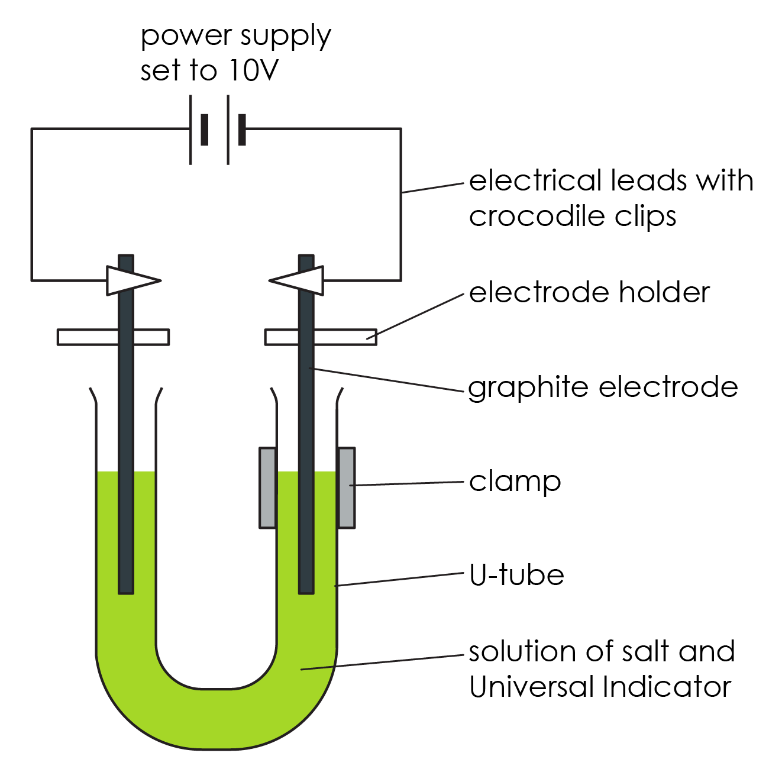 power supply
set to 10V
electrical leads with
crocodile clips
electrode holder
graphite electrode
clamp
U-tube
solution of salt and
Universal Indicator